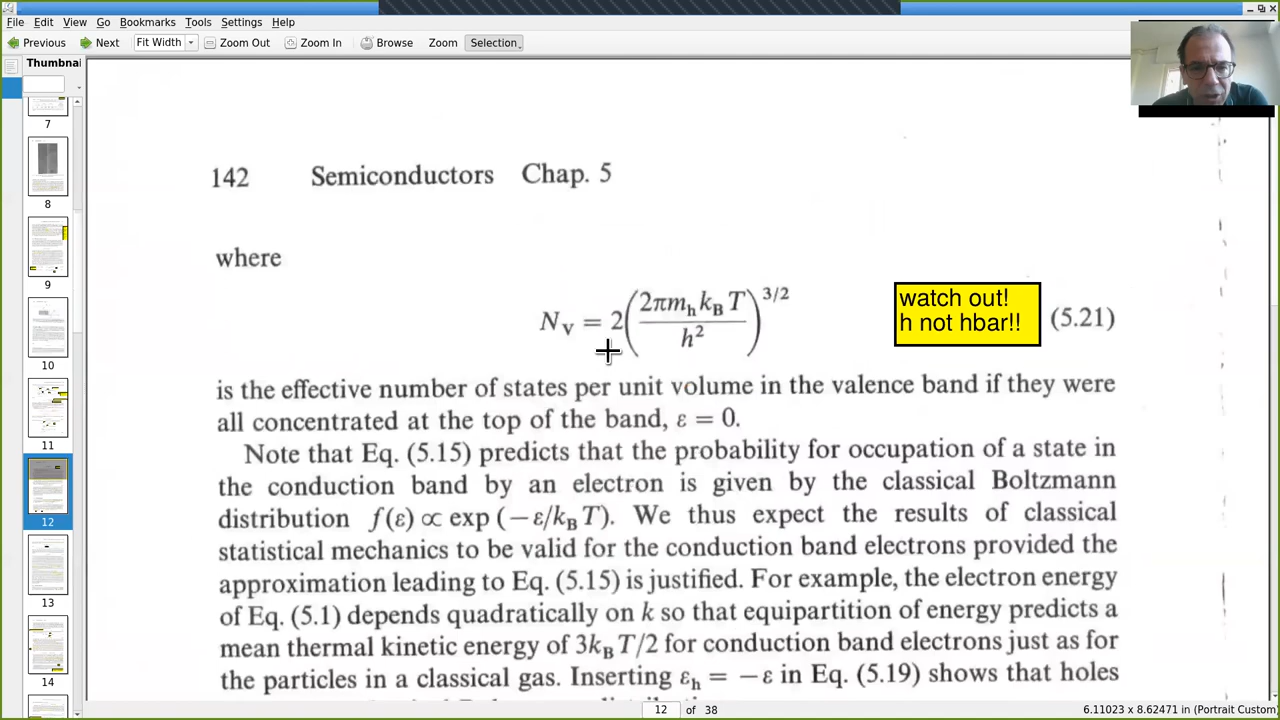 File Edit View Go Bookmarks Tools Settings Help
Previous Next Fit Width Zoom Out Zoom In Browse Zoom Selection
Thumbnai
7
8
9
10
11
12
13
14
142 Semiconductors Chap. 5
where
N_V = 2(2πm_h k_B T / h²)^{3/2} (5.21)
watch out!
h not hbar!!
is the effective number of states per unit volume in the valence band if they were
all concentrated at the top of the band, ε = 0.
Note that Eq. (5.15) predicts that the probability for occupation of a state in
the conduction band by an electron is given by the classical Boltzmann
distribution f(ε) ∝ exp (−ε/k_B T). We thus expect the results of classical
statistical mechanics to be valid for the conduction band electrons provided the
approximation leading to Eq. (5.15) is justified. For example, the electron energy
of Eq. (5.1) depends quadratically on k so that equipartition of energy predicts a
mean thermal kinetic energy of 3k_B T/2 for conduction band electrons just as for
the particles in a classical gas. Inserting ε_h = −ε in Eq. (5.19) shows that holes
12 of 38
6.11023 x 8.62471 in (Portrait Custom)